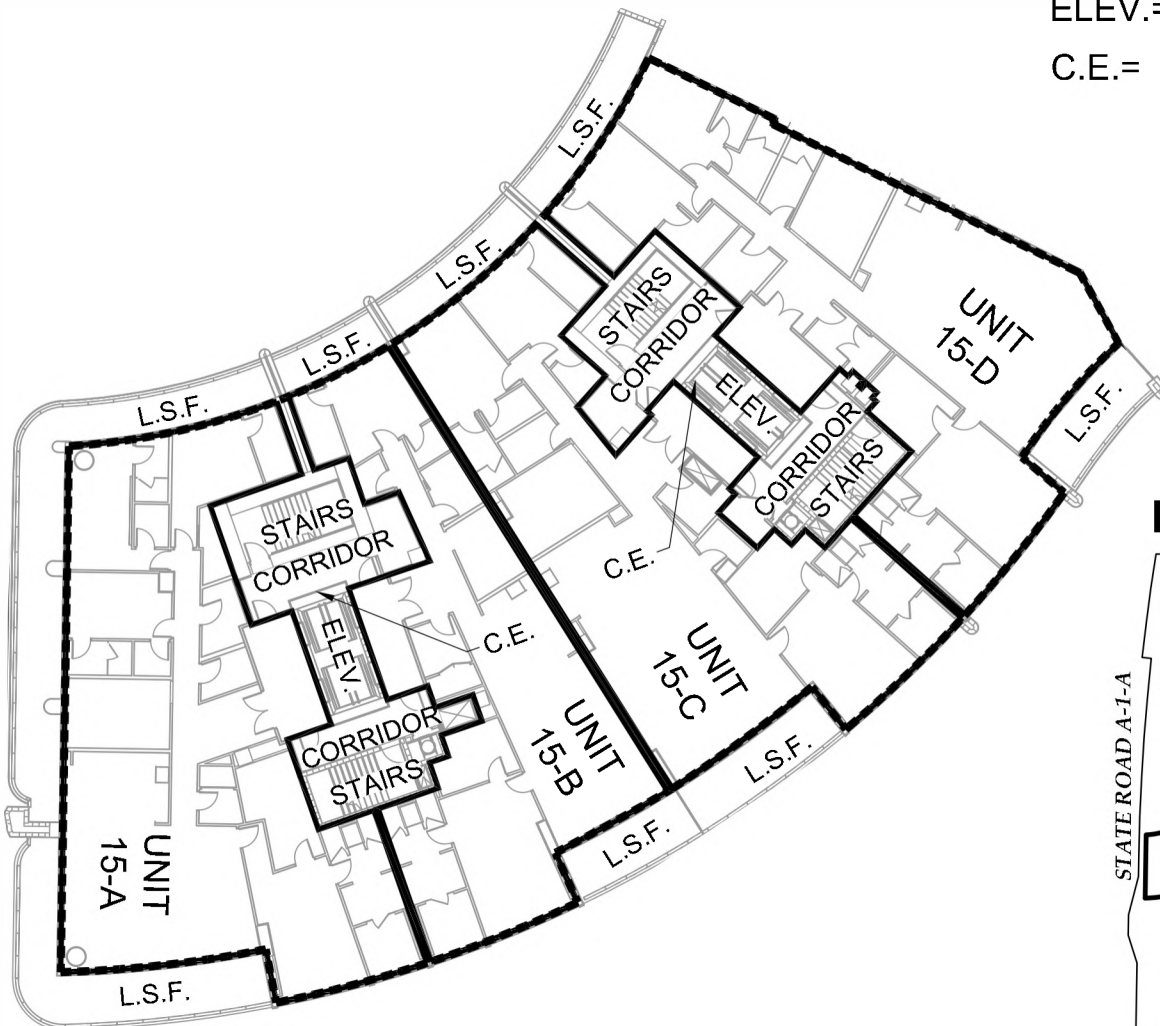 ELEV.=
C.E.=
L.S.F.
L.S.F.
L.S.F.
L.S.F.
STAIRS
CORRIDOR
ELEV.
UNIT
15-D
L.S.F.
CORRIDOR
STAIRS
C.E.
STAIRS
CORRIDOR
C.E.
ELEV.
UNIT
15-C
CORRIDOR
STAIRS
UNIT
15-B
L.S.F.
L.S.F.
UNIT
15-A
L.S.F.
STATE ROAD A-1-A